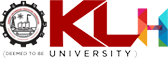 KLH
(DEEMED TO BE UNIVERSITY)